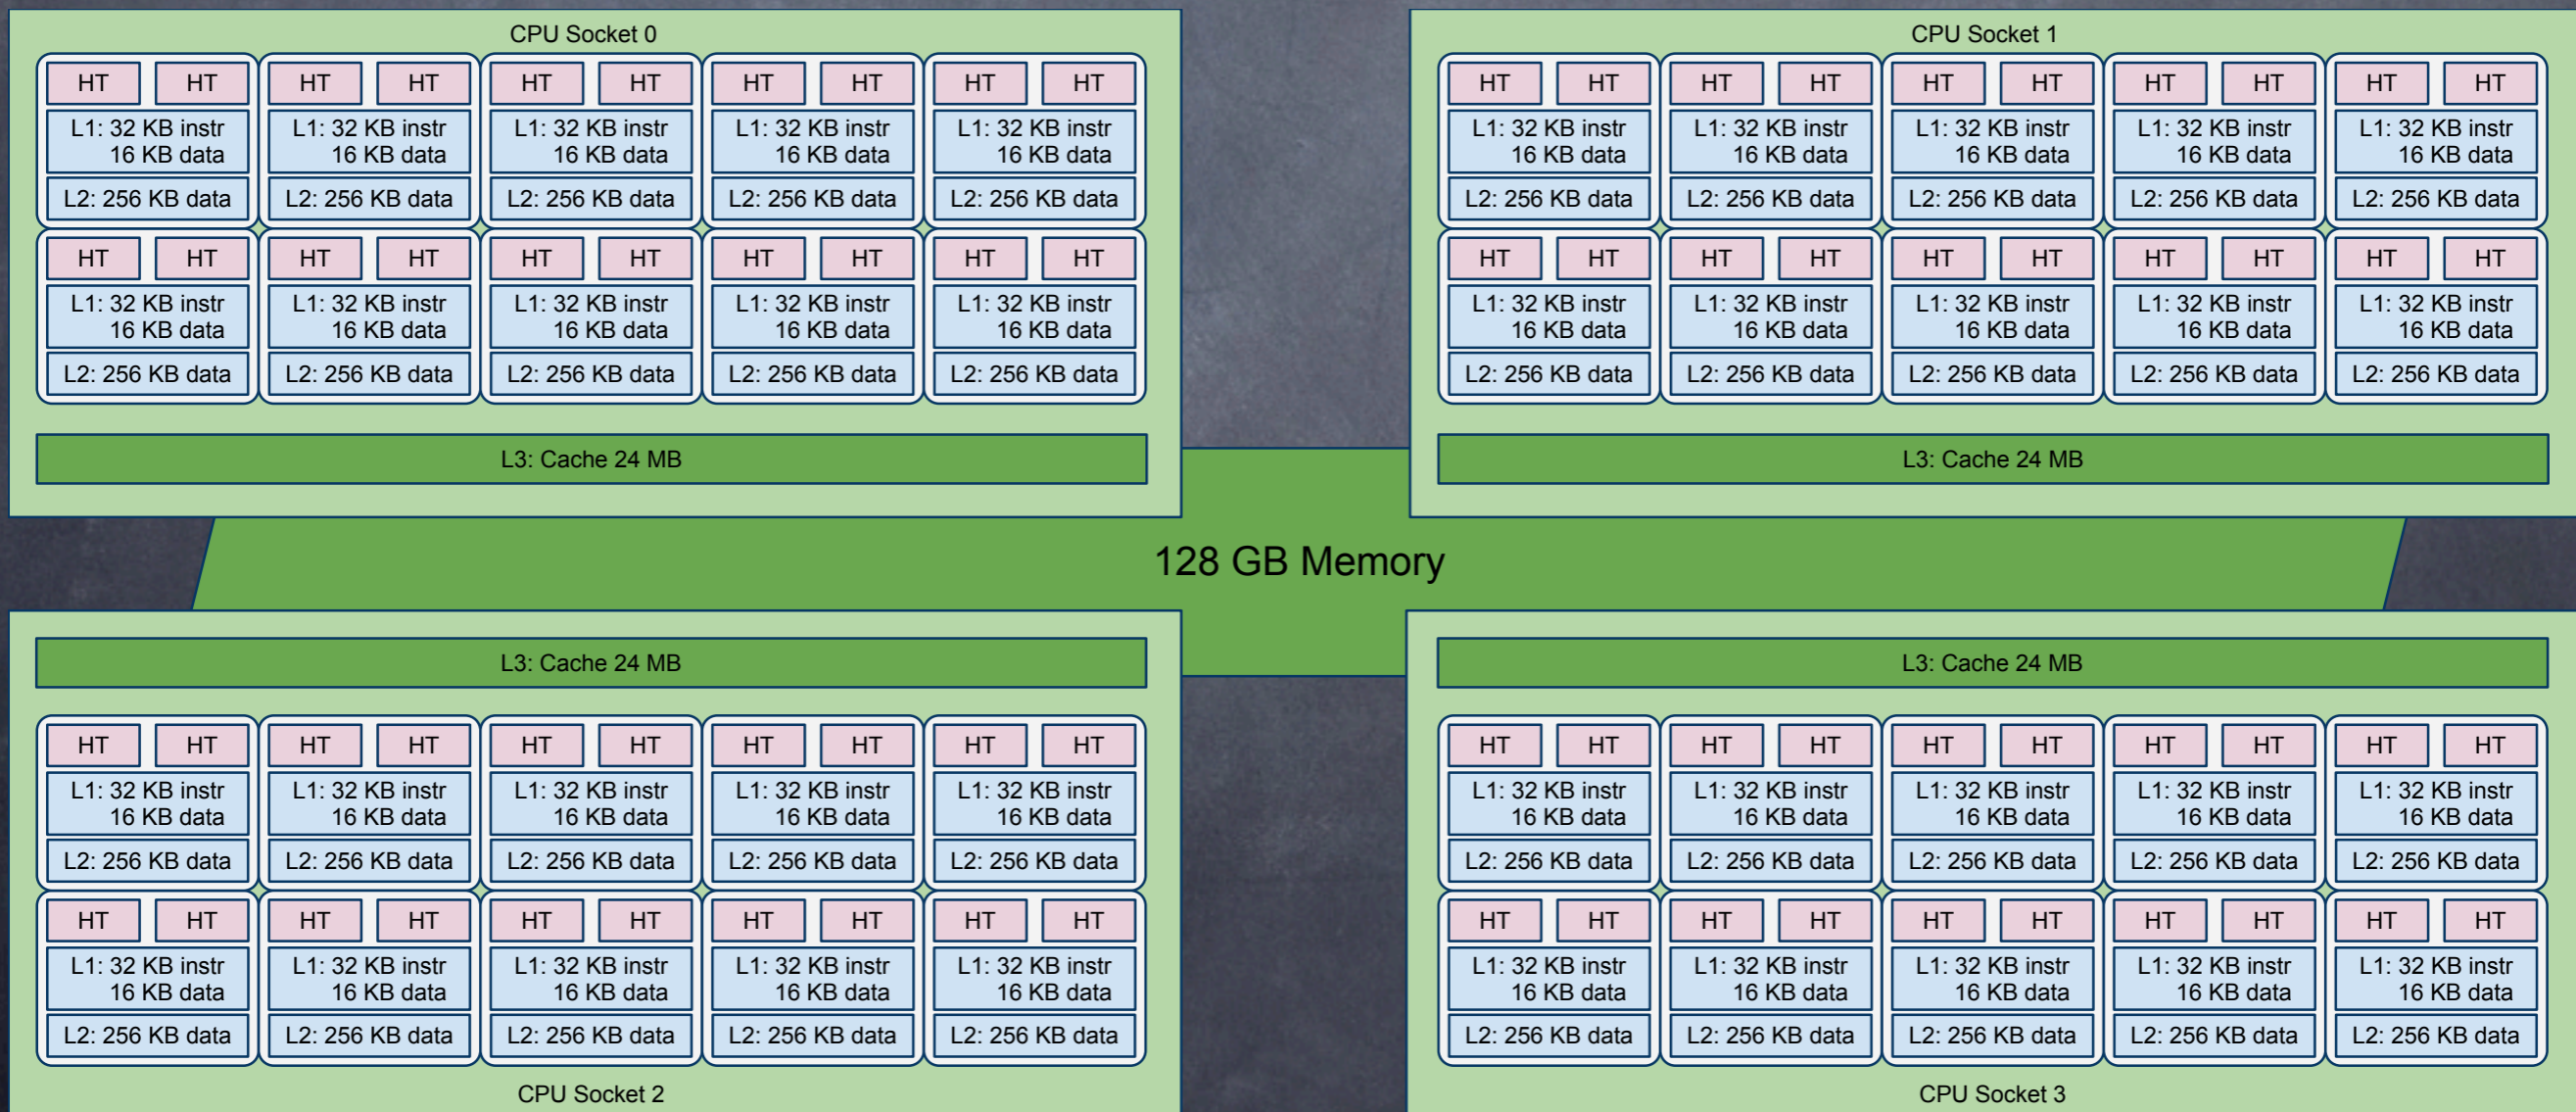 CPU Socket 0
HT HT HT HT HT HT HT HT HT HT
L1: 32 KB instr L1: 32 KB instr L1: 32 KB instr L1: 32 KB instr L1: 32 KB instr
16 KB data 16 KB data 16 KB data 16 KB data 16 KB data
L2: 256 KB data L2: 256 KB data L2: 256 KB data L2: 256 KB data L2: 256 KB data
HT HT HT HT HT HT HT HT HT HT
L1: 32 KB instr L1: 32 KB instr L1: 32 KB instr L1: 32 KB instr L1: 32 KB instr
16 KB data 16 KB data 16 KB data 16 KB data 16 KB data
L2: 256 KB data L2: 256 KB data L2: 256 KB data L2: 256 KB data L2: 256 KB data
L3: Cache 24 MB
CPU Socket 1
HT HT HT HT HT HT HT HT HT HT
L1: 32 KB instr L1: 32 KB instr L1: 32 KB instr L1: 32 KB instr L1: 32 KB instr
16 KB data 16 KB data 16 KB data 16 KB data 16 KB data
L2: 256 KB data L2: 256 KB data L2: 256 KB data L2: 256 KB data L2: 256 KB data
HT HT HT HT HT HT HT HT HT HT
L1: 32 KB instr L1: 32 KB instr L1: 32 KB instr L1: 32 KB instr L1: 32 KB instr
16 KB data 16 KB data 16 KB data 16 KB data 16 KB data
L2: 256 KB data L2: 256 KB data L2: 256 KB data L2: 256 KB data L2: 256 KB data
L3: Cache 24 MB
128 GB Memory
L3: Cache 24 MB
HT HT HT HT HT HT HT HT HT HT
L1: 32 KB instr L1: 32 KB instr L1: 32 KB instr L1: 32 KB instr L1: 32 KB instr
16 KB data 16 KB data 16 KB data 16 KB data 16 KB data
L2: 256 KB data L2: 256 KB data L2: 256 KB data L2: 256 KB data L2: 256 KB data
HT HT HT HT HT HT HT HT HT HT
L1: 32 KB instr L1: 32 KB instr L1: 32 KB instr L1: 32 KB instr L1: 32 KB instr
16 KB data 16 KB data 16 KB data 16 KB data 16 KB data
L2: 256 KB data L2: 256 KB data L2: 256 KB data L2: 256 KB data L2: 256 KB data
CPU Socket 2
L3: Cache 24 MB
HT HT HT HT HT HT HT HT HT HT
L1: 32 KB instr L1: 32 KB instr L1: 32 KB instr L1: 32 KB instr L1: 32 KB instr
16 KB data 16 KB data 16 KB data 16 KB data 16 KB data
L2: 256 KB data L2: 256 KB data L2: 256 KB data L2: 256 KB data L2: 256 KB data
HT HT HT HT HT HT HT HT HT HT
L1: 32 KB instr L1: 32 KB instr L1: 32 KB instr L1: 32 KB instr L1: 32 KB instr
16 KB data 16 KB data 16 KB data 16 KB data 16 KB data
L2: 256 KB data L2: 256 KB data L2: 256 KB data L2: 256 KB data L2: 256 KB data
CPU Socket 3